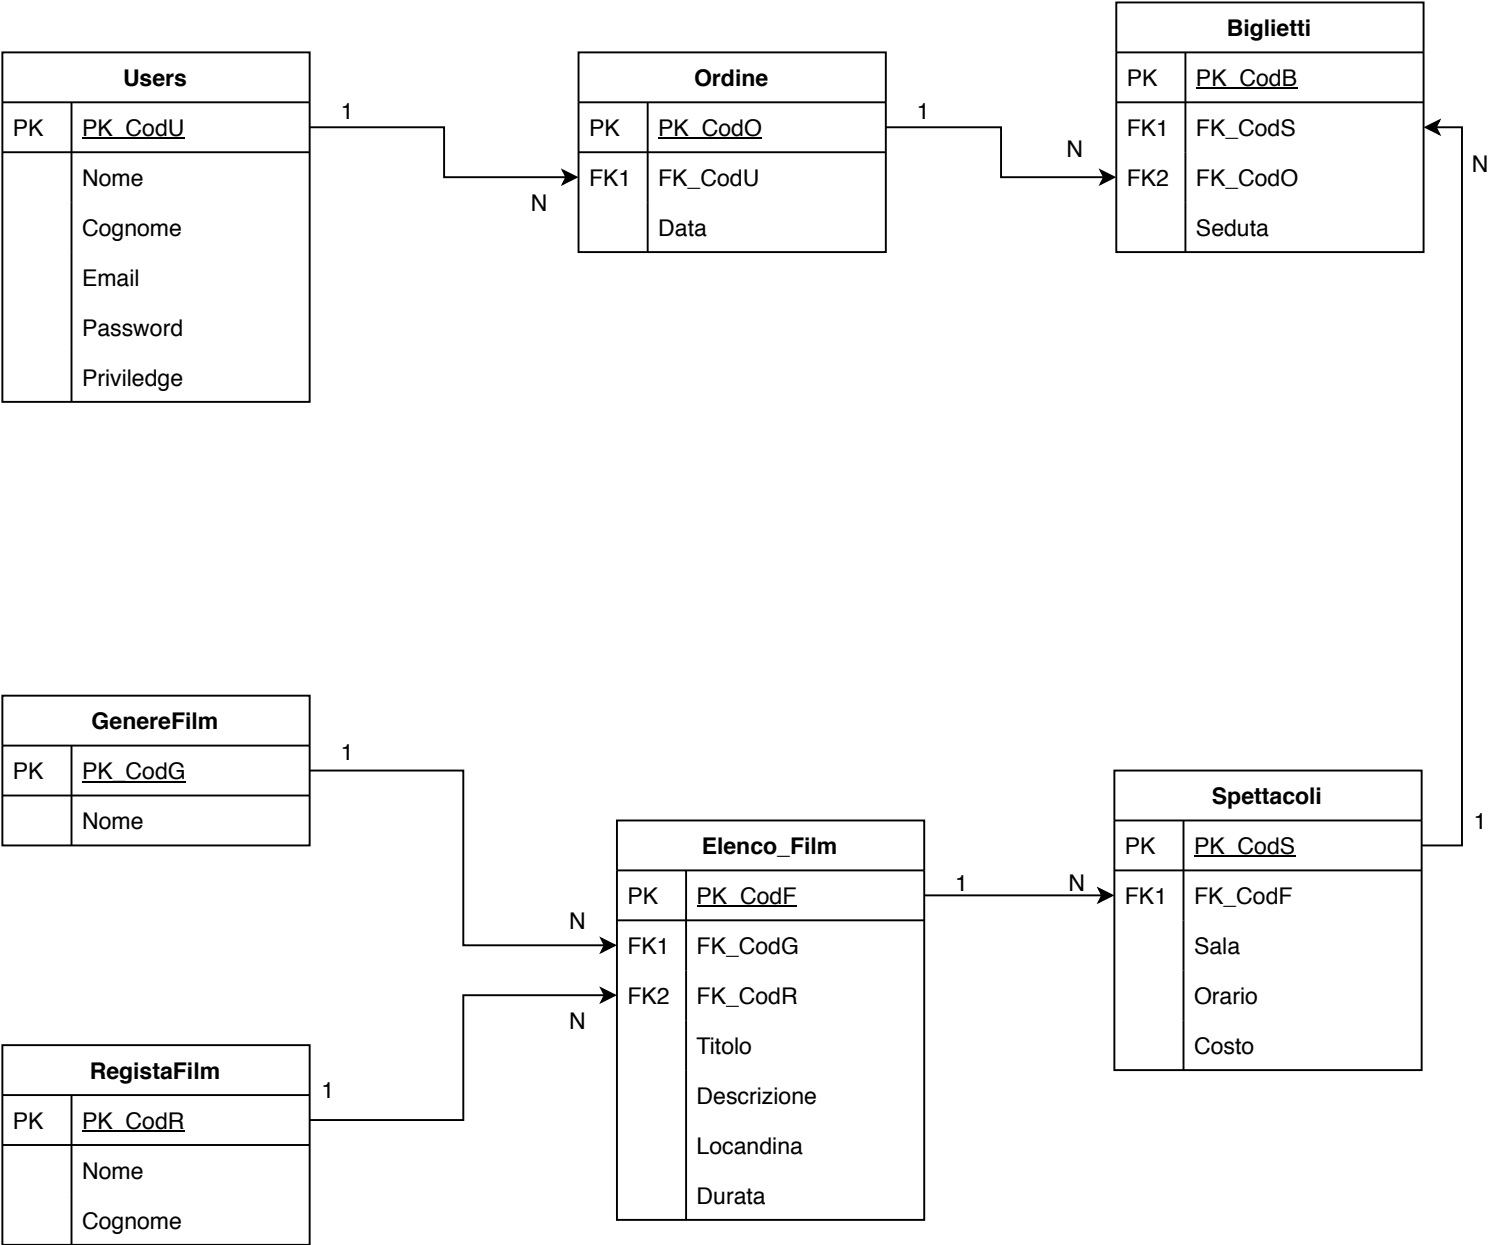 Users
PK PK_CodU
Nome
Cognome
Email
Password
Priviledge
1
N
Ordine
PK PK_CodO
FK1 FK_CodU
Data
1
N
Biglietti
PK PK_CodB
FK1 FK_CodS
FK2 FK_CodO
Seduta
N
1
GenereFilm
PK PK_CodG
Nome
1
N
RegistaFilm
PK PK_CodR
Nome
Cognome
1
N
Elenco_Film
PK PK_CodF
FK1 FK_CodG
FK2 FK_CodR
Titolo
Descrizione
Locandina
Durata
1
N
Spettacoli
PK PK_CodS
FK1 FK_CodF
Sala
Orario
Costo